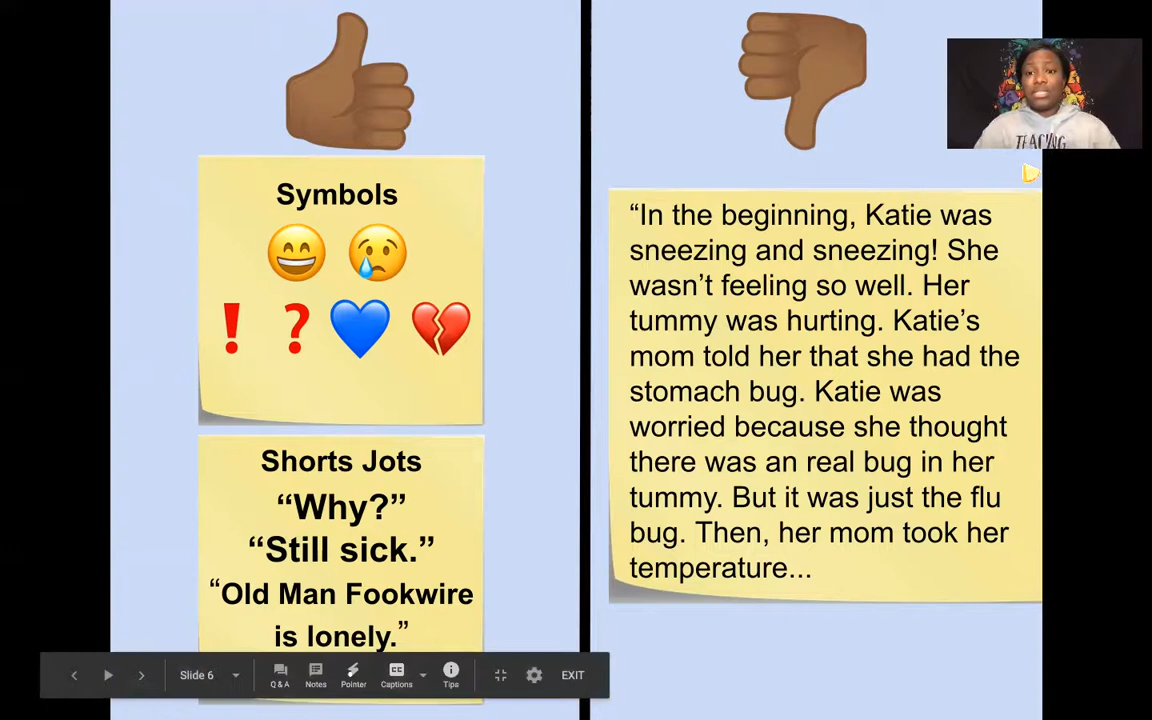 Symbols
Shorts Jots
“Why?”
“Still sick.”
“Old Man Fookwire
is lonely.”
“In the beginning, Katie was
sneezing and sneezing! She
wasn’t feeling so well. Her
tummy was hurting. Katie’s
mom told her that she had the
stomach bug. Katie was
worried because she thought
there was an real bug in her
tummy. But it was just the flu
bug. Then, her mom took her
temperature...
TEACHING
Slide 6
Q & A
Notes
Pointer
CC
Captions
Tips
EXIT